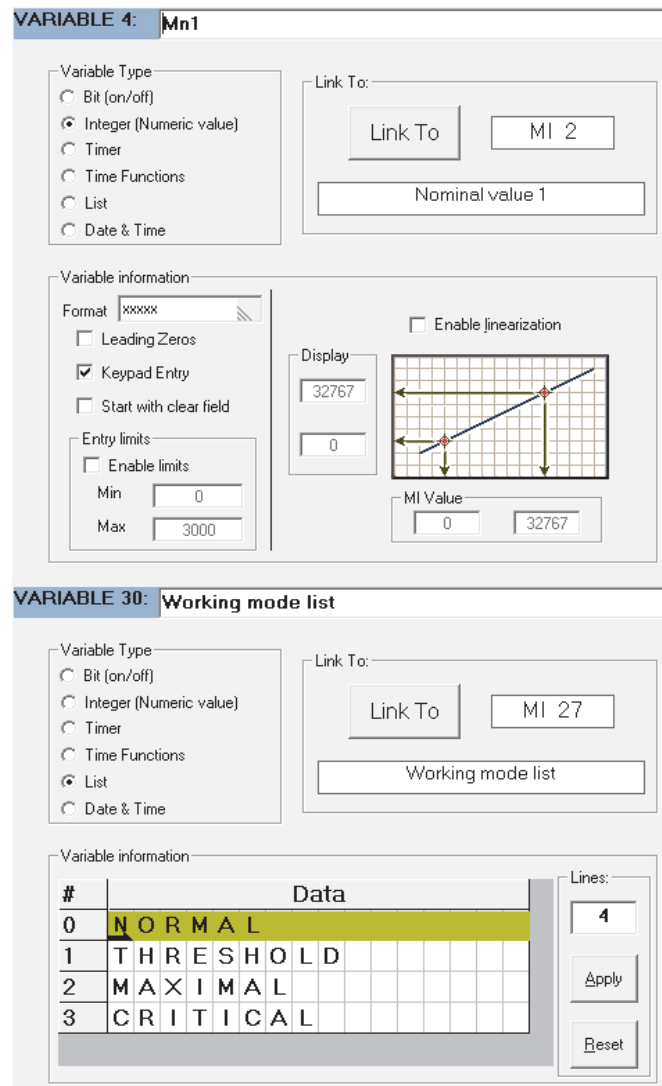 VARIABLE 4: Mn1
Variable Type
Bit (on/off)
Integer (Numeric value)
Timer
Time Functions
List
Date & Time
Link To:
Link To
MI 2
Nominal value 1
Variable information
Format xxxxx
Leading Zeros
Keypad Entry
Start with clear field
Entry limits
Enable limits
Min 0
Max 3000
Enable linearization
Display
32767
0
MI Value
0 32767
VARIABLE 30: Working mode list
Variable Type
Bit (on/off)
Integer (Numeric value)
Timer
Time Functions
List
Date & Time
Link To:
Link To
MI 27
Working mode list
Variable information
# Data
0 NORMAL
1 THRESHOLD
2 MAXIMAL
3 CRITICAL
Lines:
4
Apply
Reset